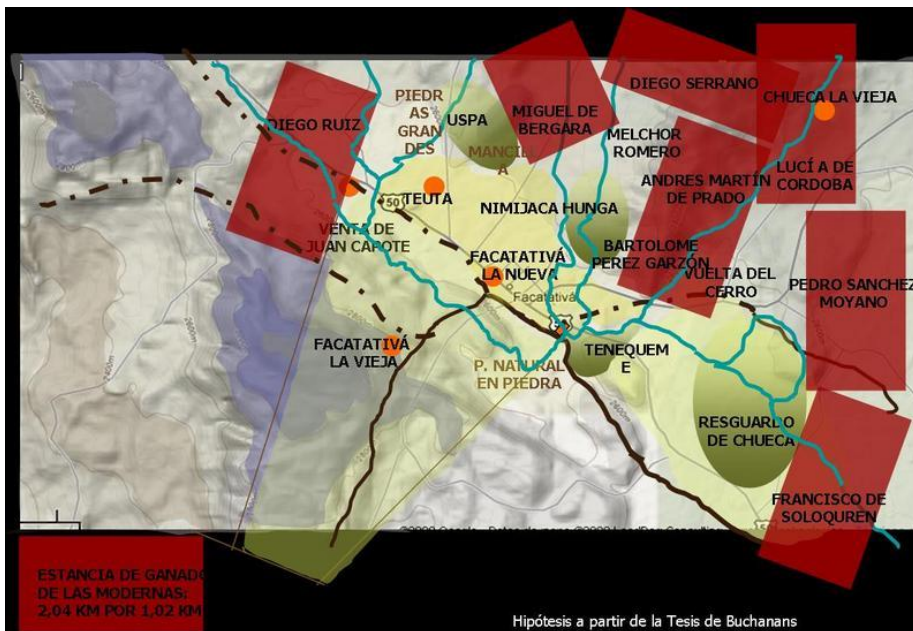 DIEGO SERRANO
CHUECA LA VIEJA
PIEDR
AS
GRAN
DES
USPA
MIGUEL DE
BERGARA
DIEGO RUIZ
MELCHOR
ROMERO
MANCILL
A
LUCÍ A DE
CORDOBA
ANDRES MARTÍN
DE PRADO
50
TEUTA
NIMIJACA HUNGA
VENTA DE
JUAN CAPOTE
BARTOLOME
PEREZ GARZÓN
FACATATIVÁ
LA NUEVA
VUELTA DEL
CERRO
PEDRO SANCHEZ
MOYANO
Facatativá
FACATATIVÁ
LA VIEJA
TENEQUEM
E
P. NATURAL
EN PIEDRA
RESGUARDO
DE CHUECA
FRANCISCO DE
SOLOQUREN
ESTANCIA DE GANADO
DE LAS MODERNAS:
2,04 KM POR 1,02 KM
Hipótesis a partir de la Tesis de Buchanans